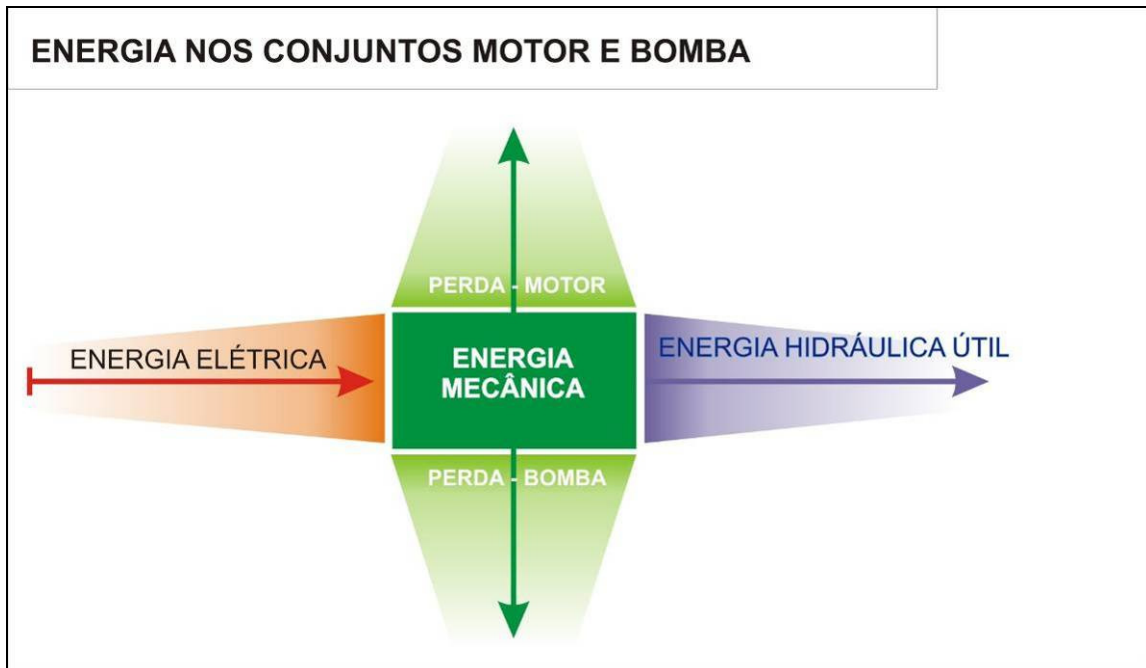 ENERGIA NOS CONJUNTOS MOTOR E BOMBA
PERDA - MOTOR
ENERGIA ELÉTRICA
ENERGIA
MECÂNICA
ENERGIA HIDRÁULICA ÚTIL
PERDA - BOMBA